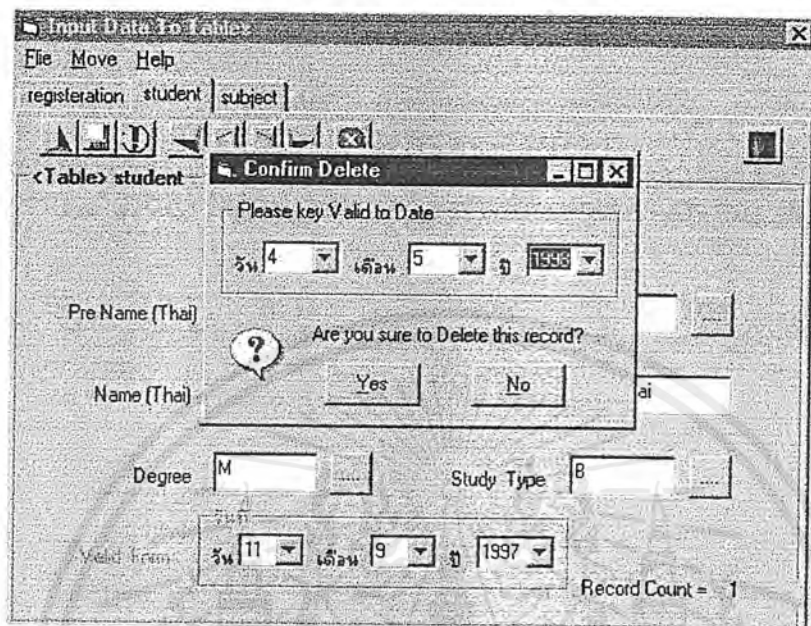 Input Data To Tables
Flie Move Help
registeration student subject
<Table> student
Confirm Delete
Please key Valid to Date
วัน 4 เดือน 5 ปี 1998
Pre Name (Thai)
Are you sure to Delete this record?
Yes No
Name (Thai) ai
Degree M Study Type B
วันที่
Valid from วัน 11 เดือน 9 ปี 1997
Record Count = 1